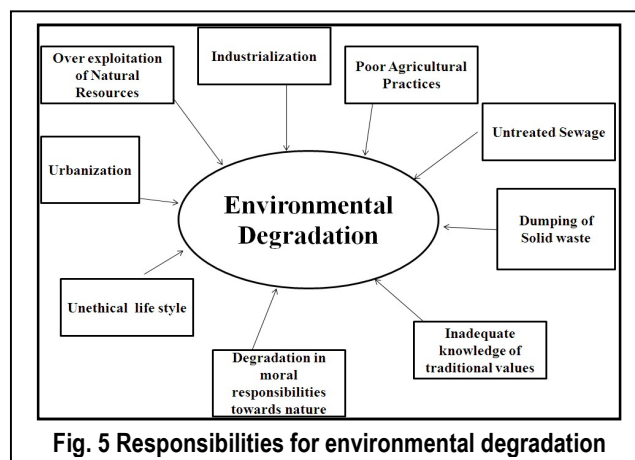 Over exploitation
of Natural
Resources
Industrialization
Poor Agricultural
Practices
Untreated Sewage
Urbanization
Environmental
Degradation
Dumping of
Solid waste
Unethical life style
Degradation in
moral
responsibilities
towards nature
Inadequate
knowledge of
traditional values
Fig. 5 Responsibilities for environmental degradation